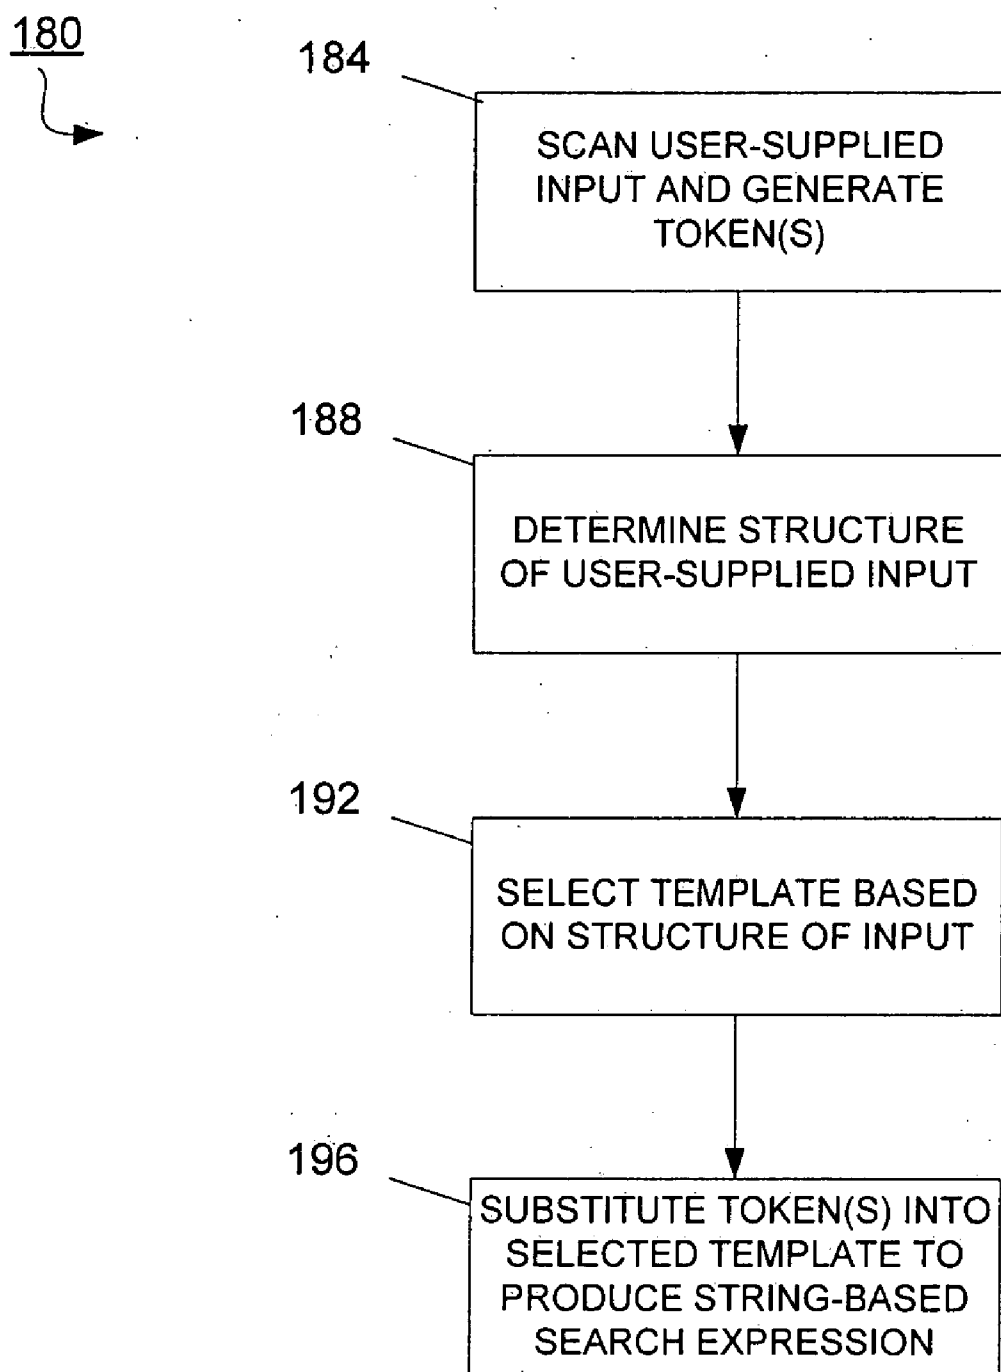 180
184
SCAN USER-SUPPLIED
INPUT AND GENERATE
TOKEN(S)
188
DETERMINE STRUCTURE
OF USER-SUPPLIED INPUT
192
SELECT TEMPLATE BASED
ON STRUCTURE OF INPUT
196
SUBSTITUTE TOKEN(S) INTO
SELECTED TEMPLATE TO
PRODUCE STRING-BASED
SEARCH EXPRESSION